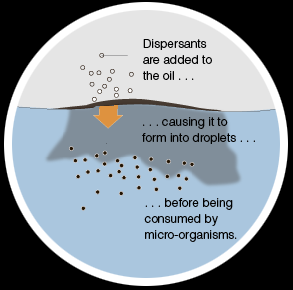 Dispersants
are added to
the oil . . .
. . . causing it to
form into droplets . . .
. . . before being
consumed by
micro-organisms.